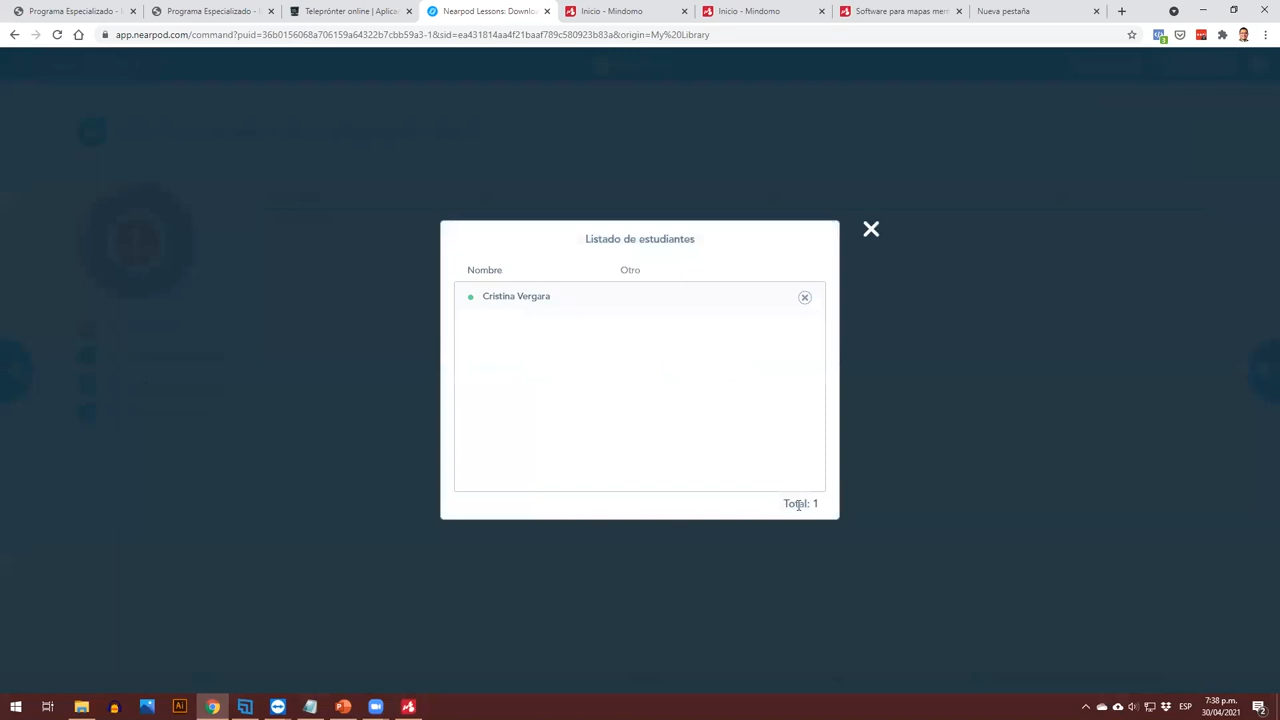 Programa Especializado - I
Programa Especializado - I
Teleprónter online | Aplico
Nearpod Lessons: Downlo
Inicio - Mindomo
Inicio - Mindomo
Software para mapas men
Nueva pestaña
app.nearpod.com/command?puid=36b0156068a706159a64322b7cbb59a3-1&sid=ea431814aa4f21baaf789c580923b83a&origin=My%20Library
Listado de estudiantes
Nombre Otro
Cristina Vergara
Total: 1
ESP
7:38 p.m.
30/04/2021